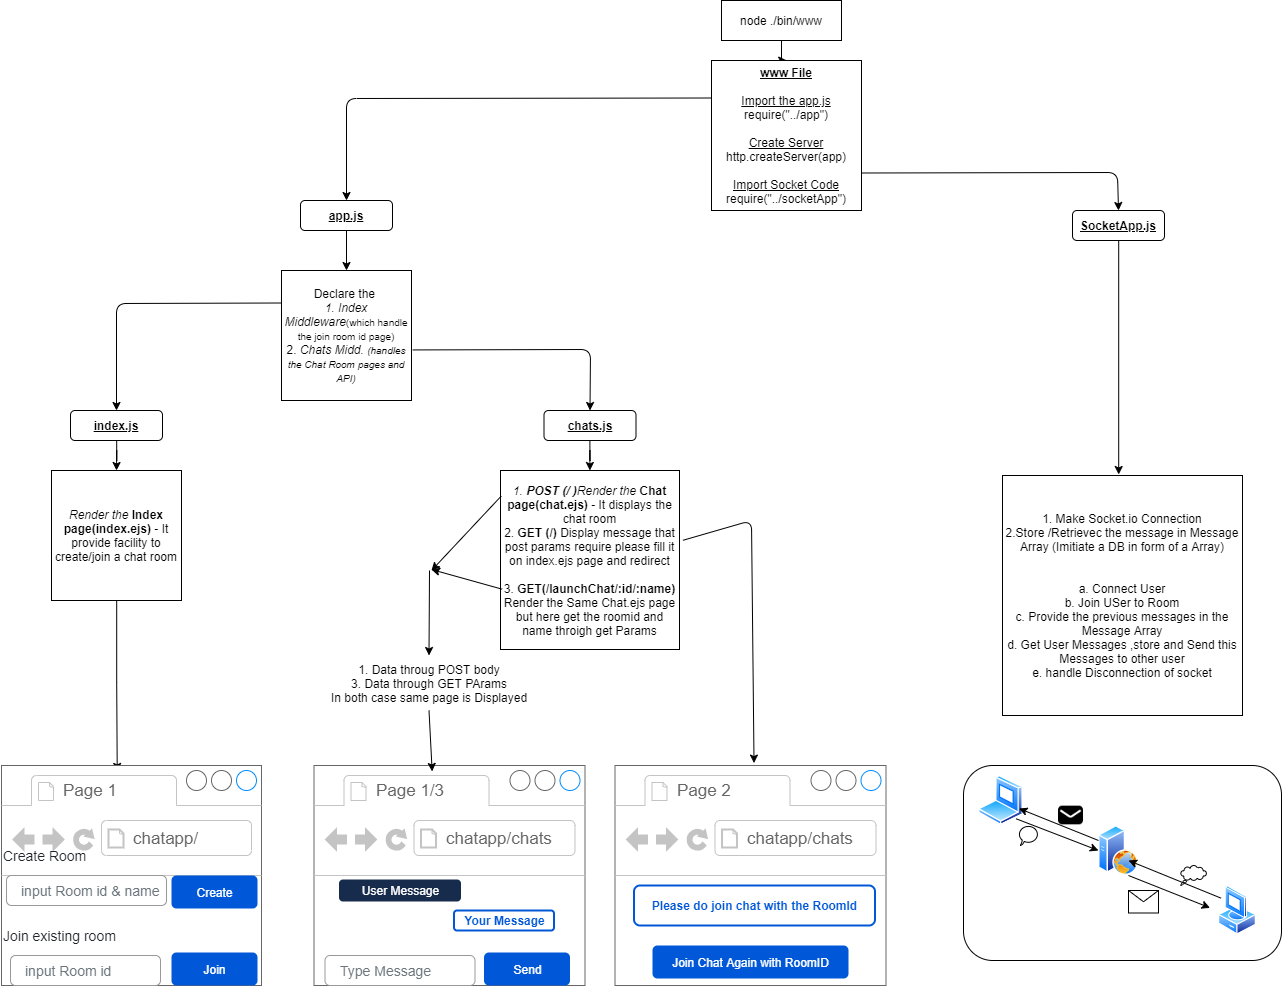 node ./bin/www
www File
Import the app.js
require("../app")
Create Server
http.createServer(app)
Import Socket Code
require("../socketApp")
app.js
SocketApp.js
Declare the
1. Index
Middleware(which handle
the join room id page)
2. Chats Midd. (handles
the Chat Room pages and
API)
index.js
chats.js
Render the Index
page(index.ejs) - It
provide facility to
create/join a chat room
1. POST (/ )Render the Chat
page(chat.ejs) - It displays the
chat room
2. GET (/) Display message that
post params require please fill it
on index.ejs page and redirect
3. GET(/launchChat/:id/:name)
Render the Same Chat.ejs page
but here get the roomid and
name throigh get Params
1. Make Socket.io Connection
2.Store /Retrievec the message in Message
Array (Imitiate a DB in form of a Array)
a. Connect User
b. Join USer to Room
c. Provide the previous messages in the
Message Array
d. Get User Messages ,store and Send this
Messages to other user
e. handle Disconnection of socket
1. Data throug POST body
3. Data through GET PArams
In both case same page is Displayed
Page 1
chatapp/
Create Room
input Room id & name
Create
Join existing room
input Room id
Join
Page 1/3
chatapp/chats
User Message
Your Message
Type Message
Send
Page 2
chatapp/chats
Please do join chat with the RoomId
Join Chat Again with RoomID